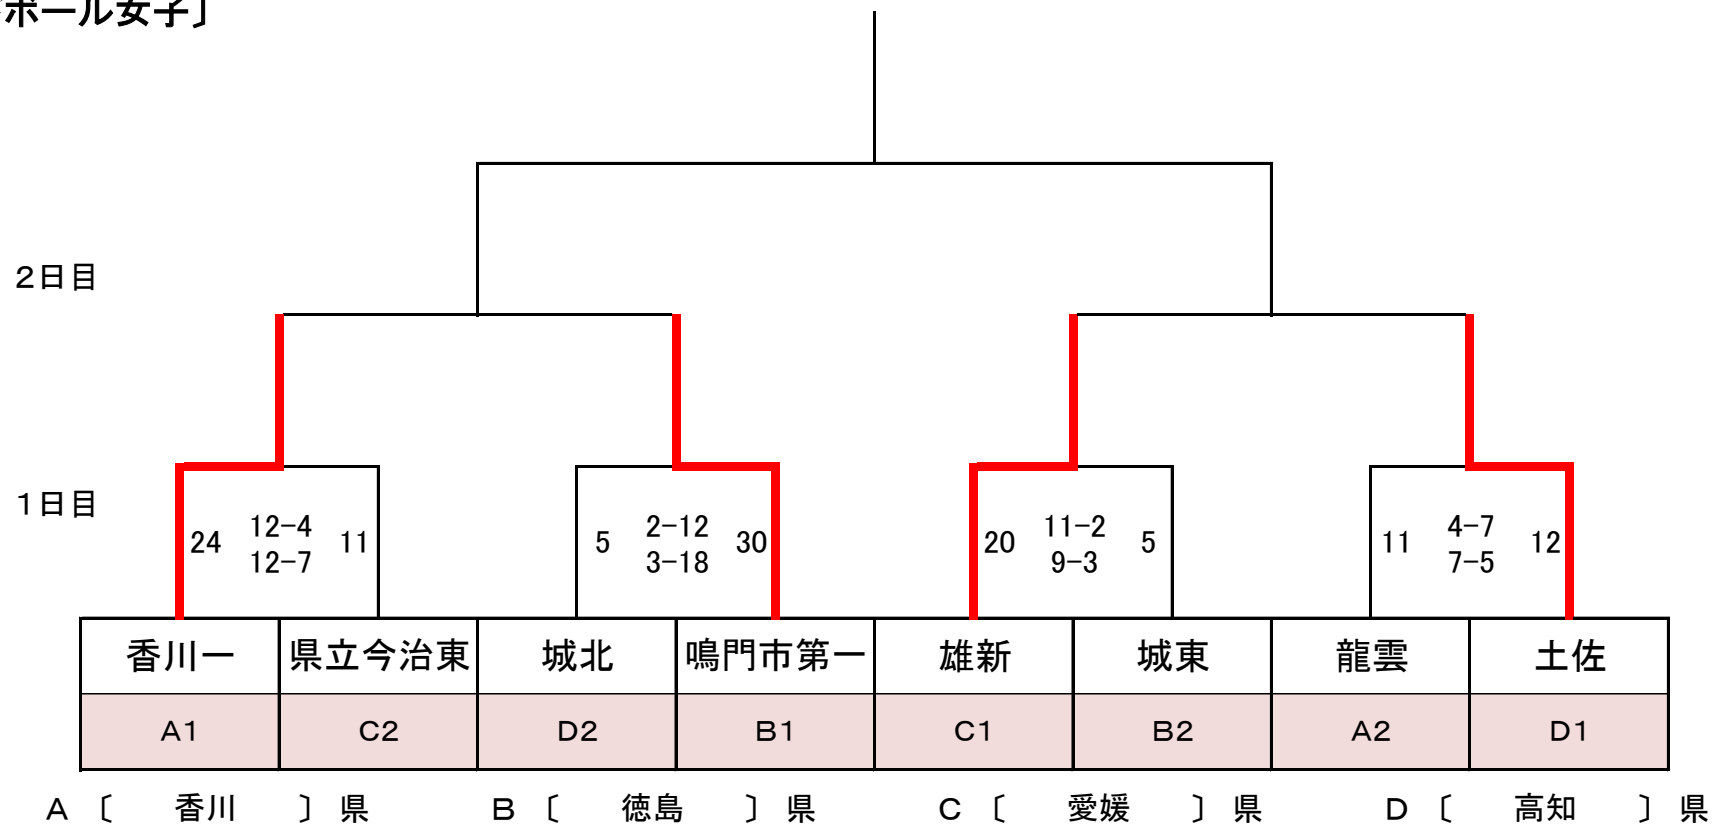 ボール女子〕
2日目
1日目
24 12−4 11 5 2−12 30 20 11−2 5 11 4−7 12
12−7 3−18 9−3 7−5
香川一 県立今治東 城北 鳴門市第一 雄新 城東 龍雲 土佐
A1 C2 D2 B1 C1 B2 A2 D1
A 〔 香川 〕 県 B 〔 徳島 〕 県 C 〔 愛媛 〕 県 D 〔 高知 〕 県